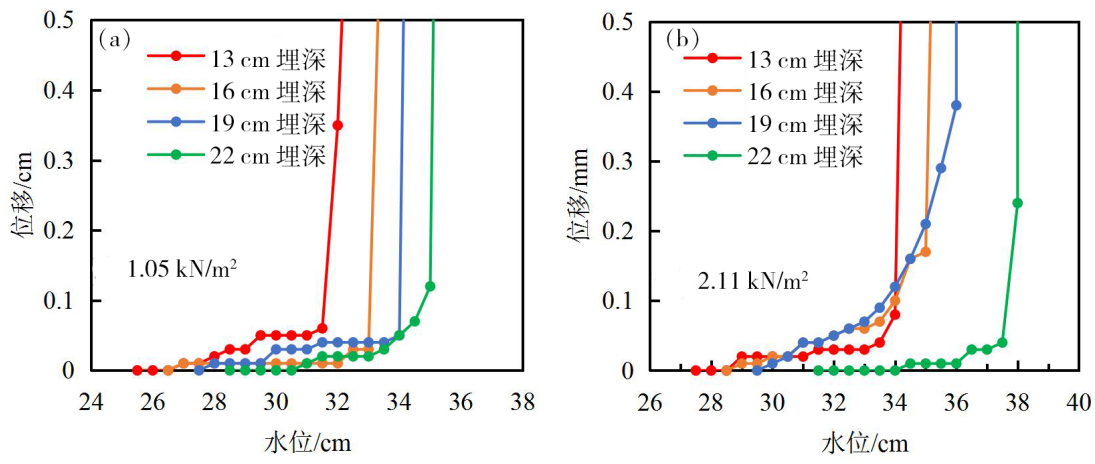 (a)
13 cm 埋深
16 cm 埋深
19 cm 埋深
22 cm 埋深
1.05 kN/m²
位移/cm
0.5
0.4
0.3
0.2
0.1
0
24 26 28 30 32 34 36 38
水位/cm
(b)
13 cm 埋深
16 cm 埋深
19 cm 埋深
22 cm 埋深
2.11 kN/m²
位移/mm
0.5
0.4
0.3
0.2
0.1
0
26 28 30 32 34 36 38 40
水位/cm